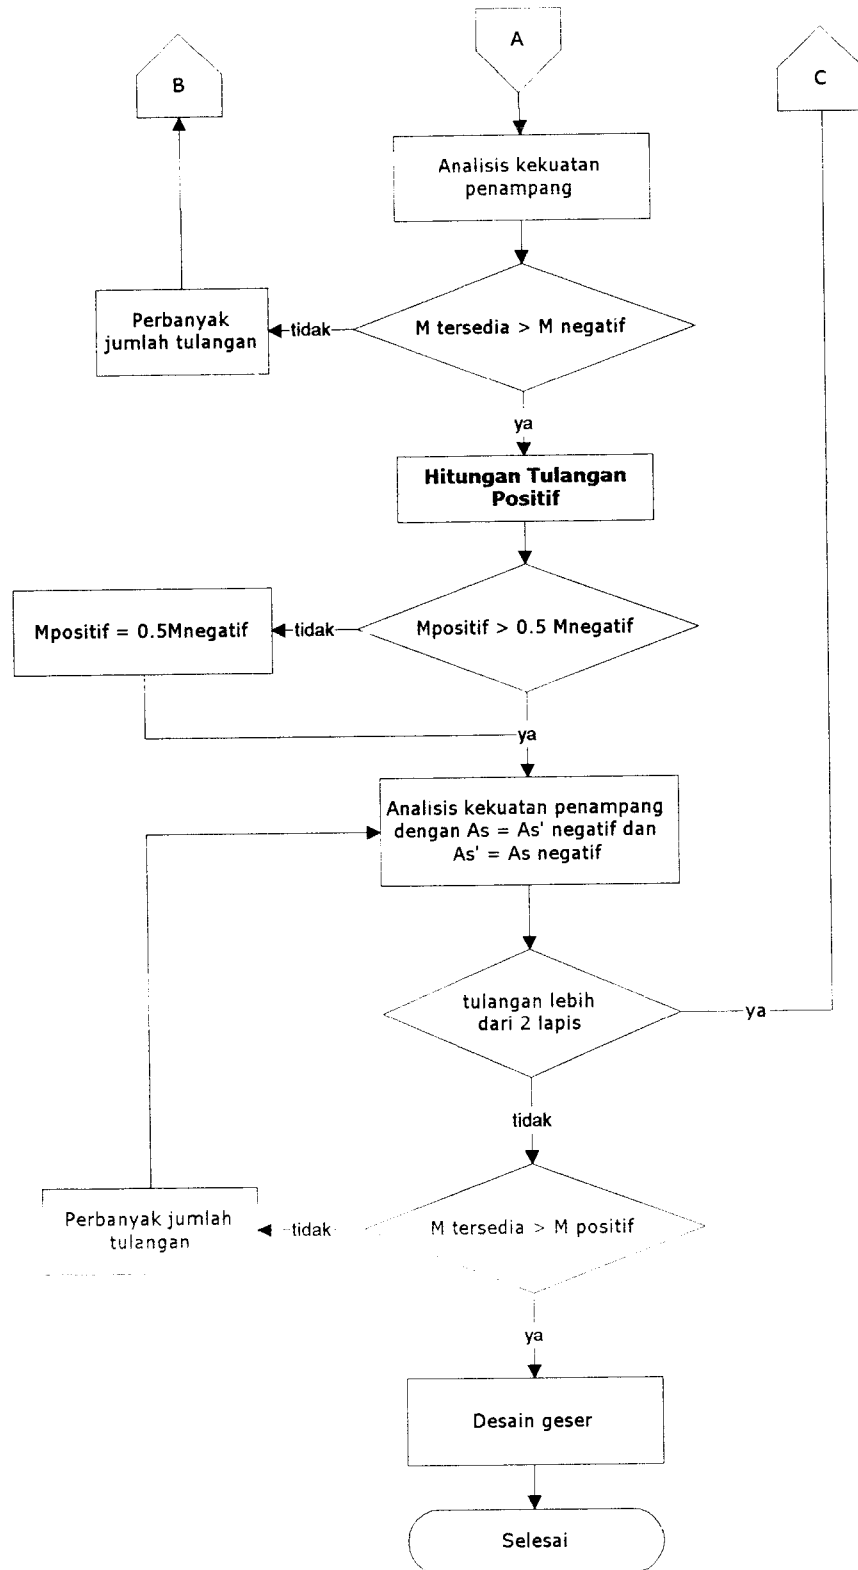 A
B
C
Analisis kekuatan
penampang
Perbanyak
jumlah tulangan
tidak
M tersedia > M negatif
ya
Hitungan Tulangan
Positif
Mpositif = 0.5Mnegatif
tidak
Mpositif > 0.5 Mnegatif
ya
Analisis kekuatan penampang
dengan As = As' negatif dan
As' = As negatif
tulangan lebih
dari 2 lapis
ya
tidak
Perbanyak jumlah
tulangan
tidak
M tersedia > M positif
ya
Desain geser
Selesai